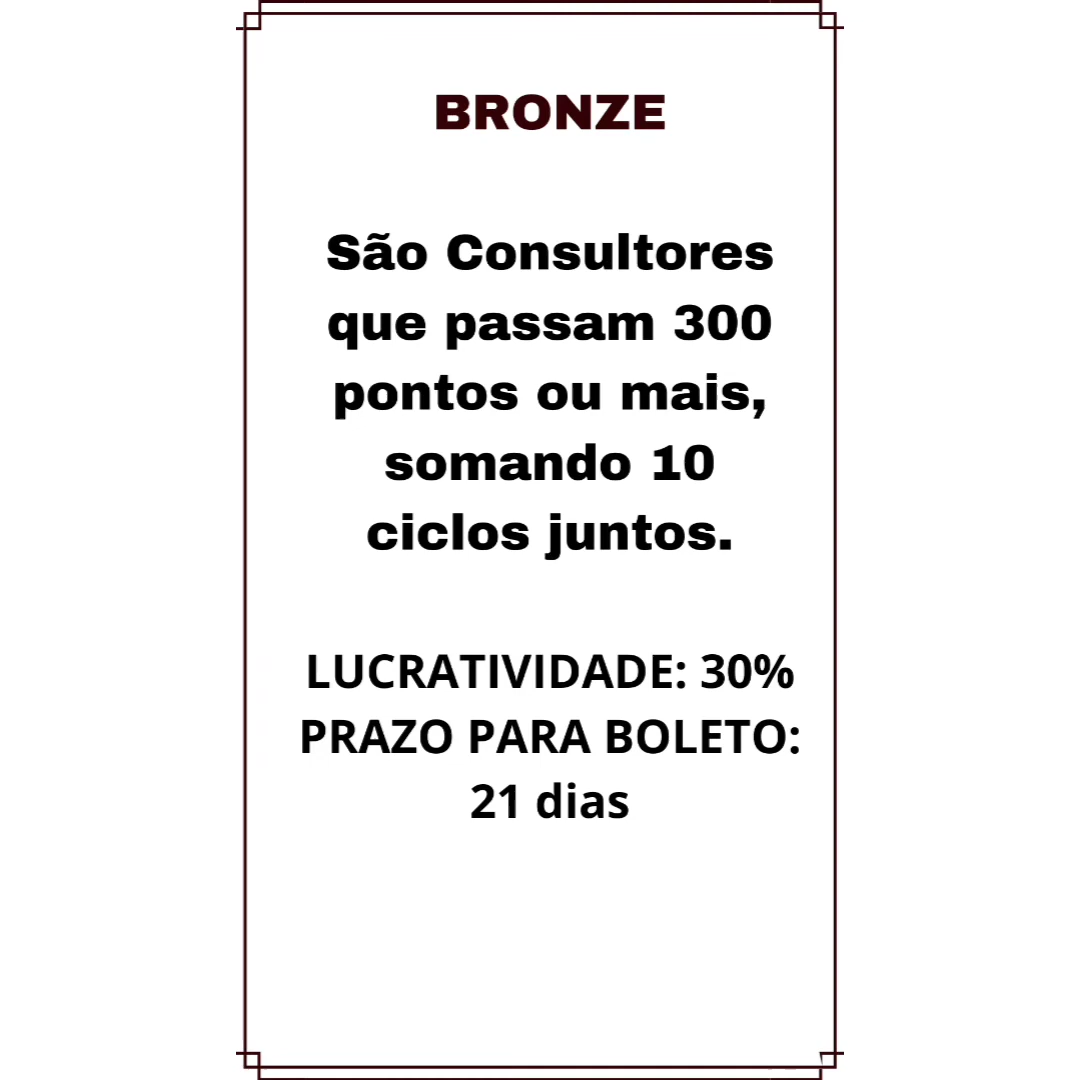 BRONZE
São Consultores
que passam 300
pontos ou mais,
somando 10
ciclos juntos.
LUCRATIVIDADE: 30%
PRAZO PARA BOLETO:
21 dias